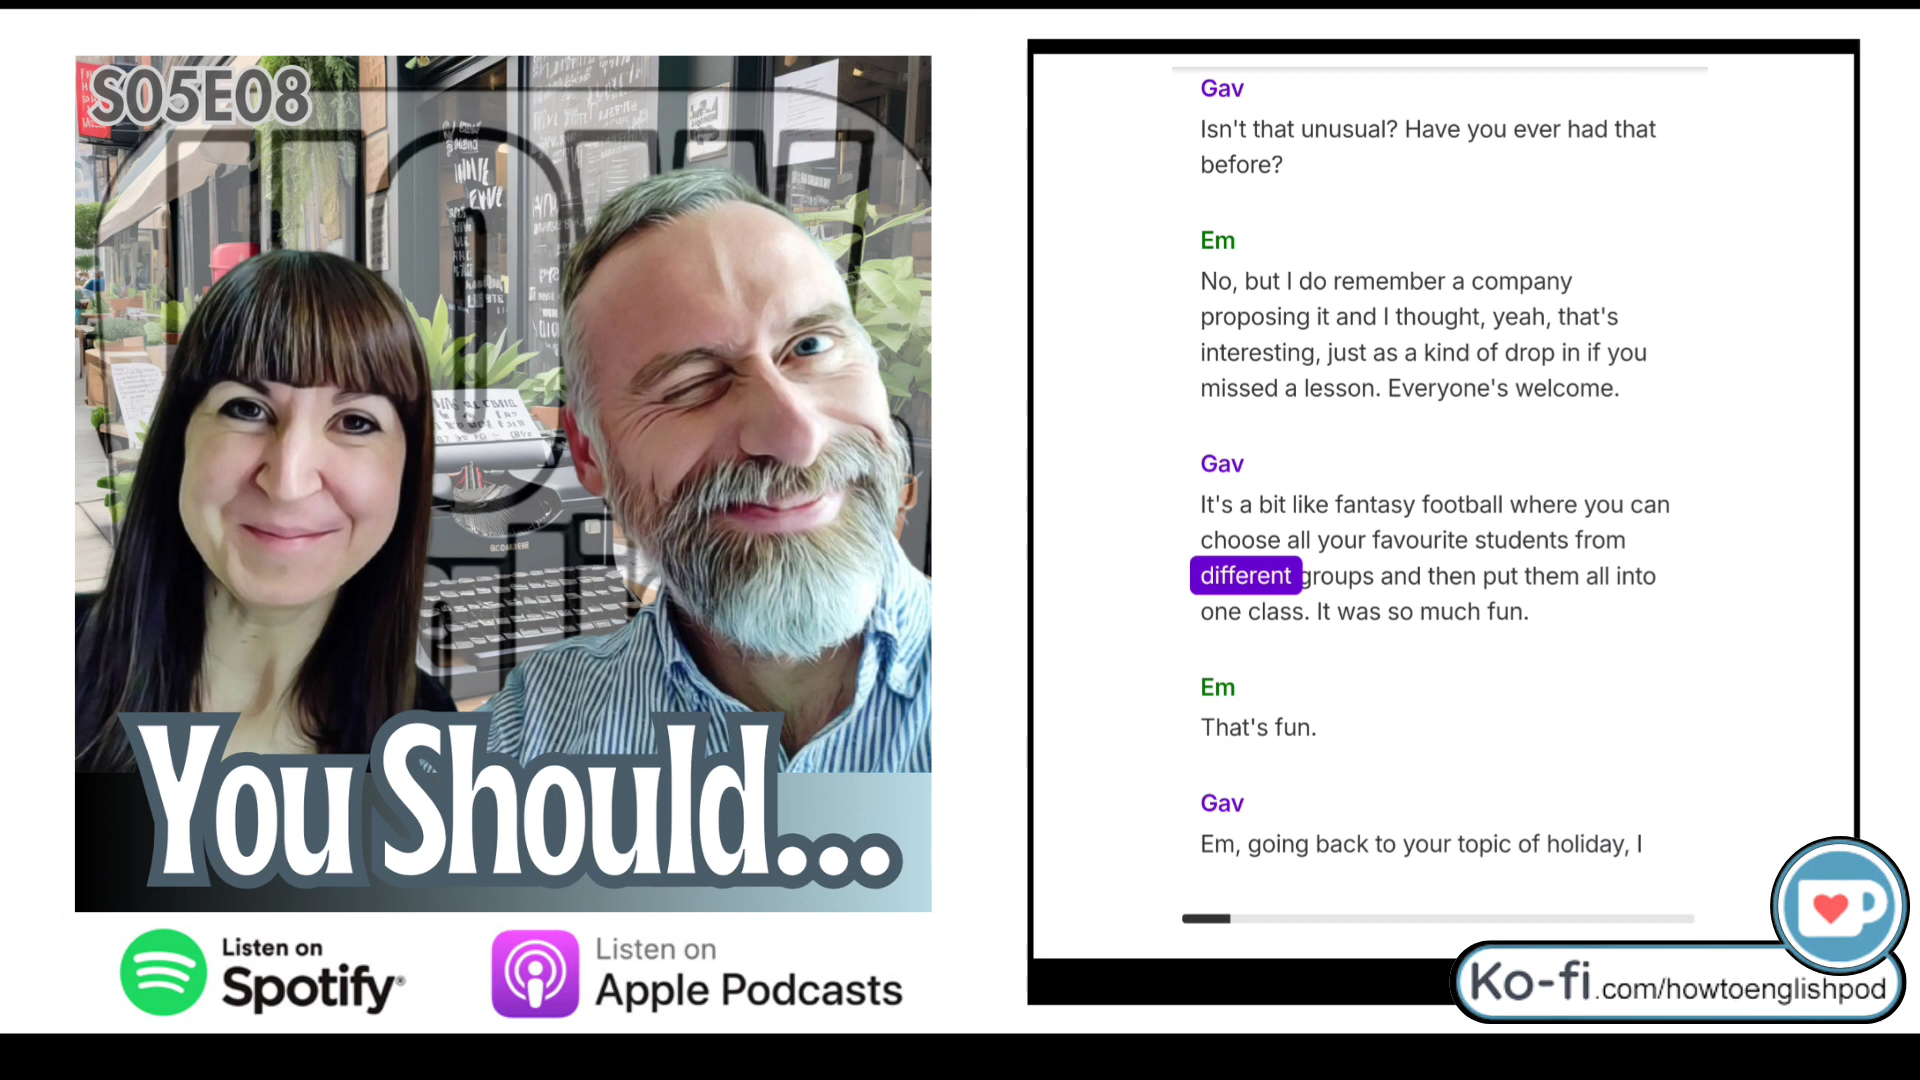 S05E08
You Should...
Listen on
Spotify®
Listen on
Apple Podcasts
Gav
Isn't that unusual? Have you ever had that
before?
Em
No, but I do remember a company
proposing it and I thought, yeah, that's
interesting, just as a kind of drop in if you
missed a lesson. Everyone's welcome.
Gav
It's a bit like fantasy football where you can
choose all your favourite students from
different groups and then put them all into
one class. It was so much fun.
Em
That's fun.
Gav
Em, going back to your topic of holiday, I
Ko-fi.com/howtoenglishpod